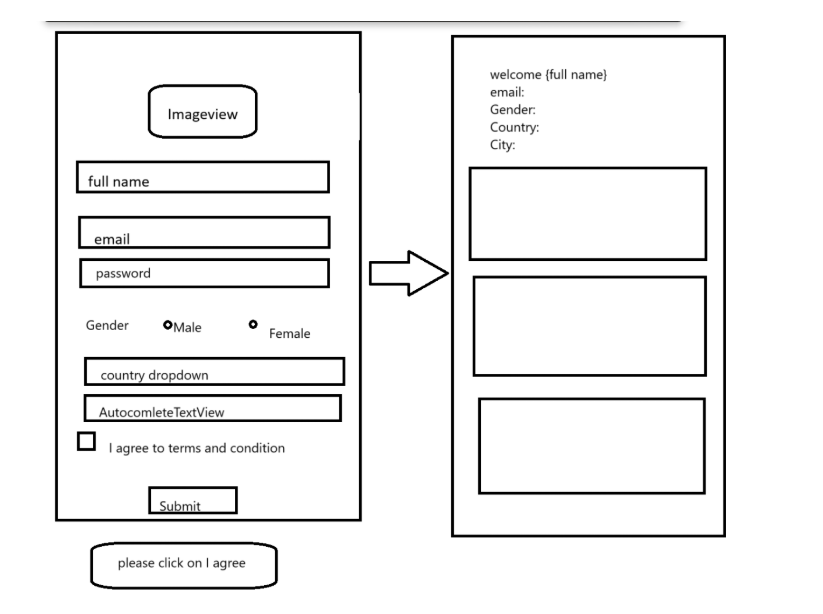 Imageview
full name
email
password
Gender Male Female
country dropdown
AutocomleteTextView
I agree to terms and condition
Submit
please click on I agree
welcome {full name}
email:
Gender:
Country:
City: